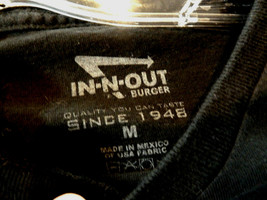 IN-N-OUT
BURGER
QUALITY YOU CAN TASTE
SINCE 1948
M
MADE IN MEXICO
OF USA FABRIC